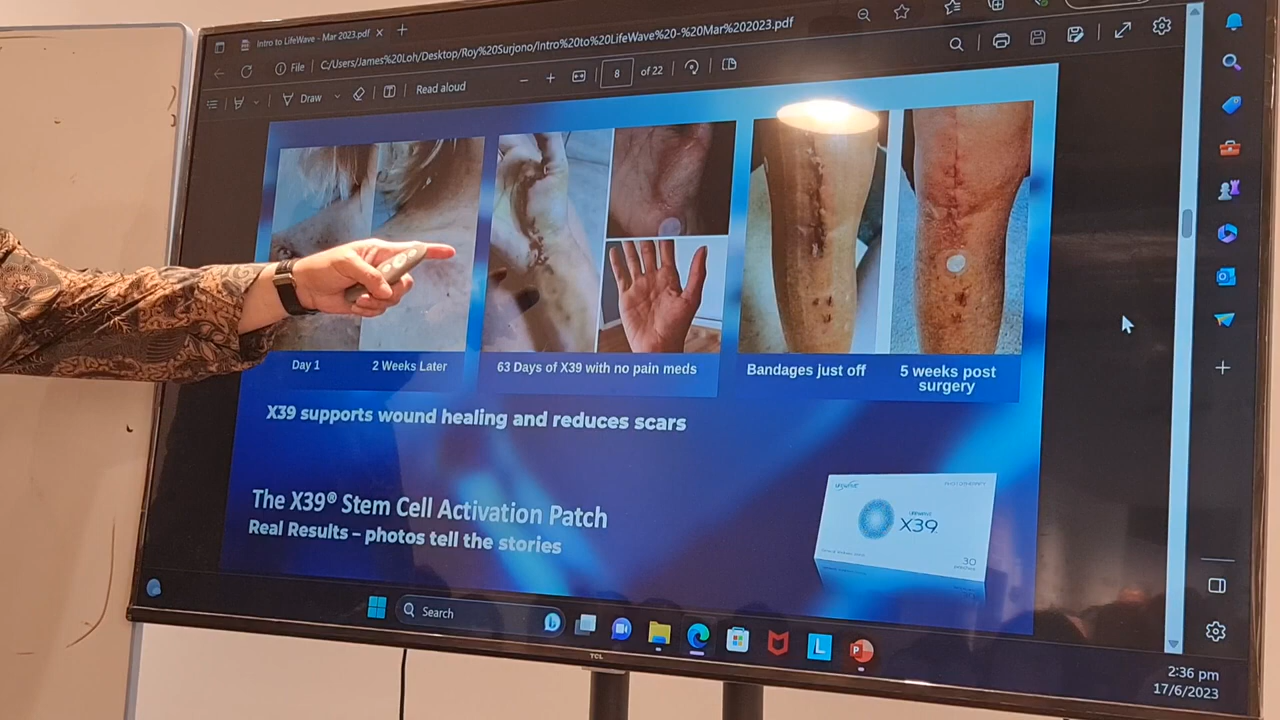 Intro to LifeWave - Mar 2023.pdf
File
C:/Users/James%20Loh/Desktop/Roy%20Surjono/Intro%20to%20LifeWave%20-%20Mar%202023.pdf
Draw
Read aloud
8
of 22
Day 1
2 Weeks Later
63 Days of X39 with no pain meds
Bandages just off
5 weeks post
surgery
X39 supports wound healing and reduces scars
The X39® Stem Cell Activation Patch
Real Results – photos tell the stories
X39
30
Search
L
P
TCL
2:36 pm
17/6/2023